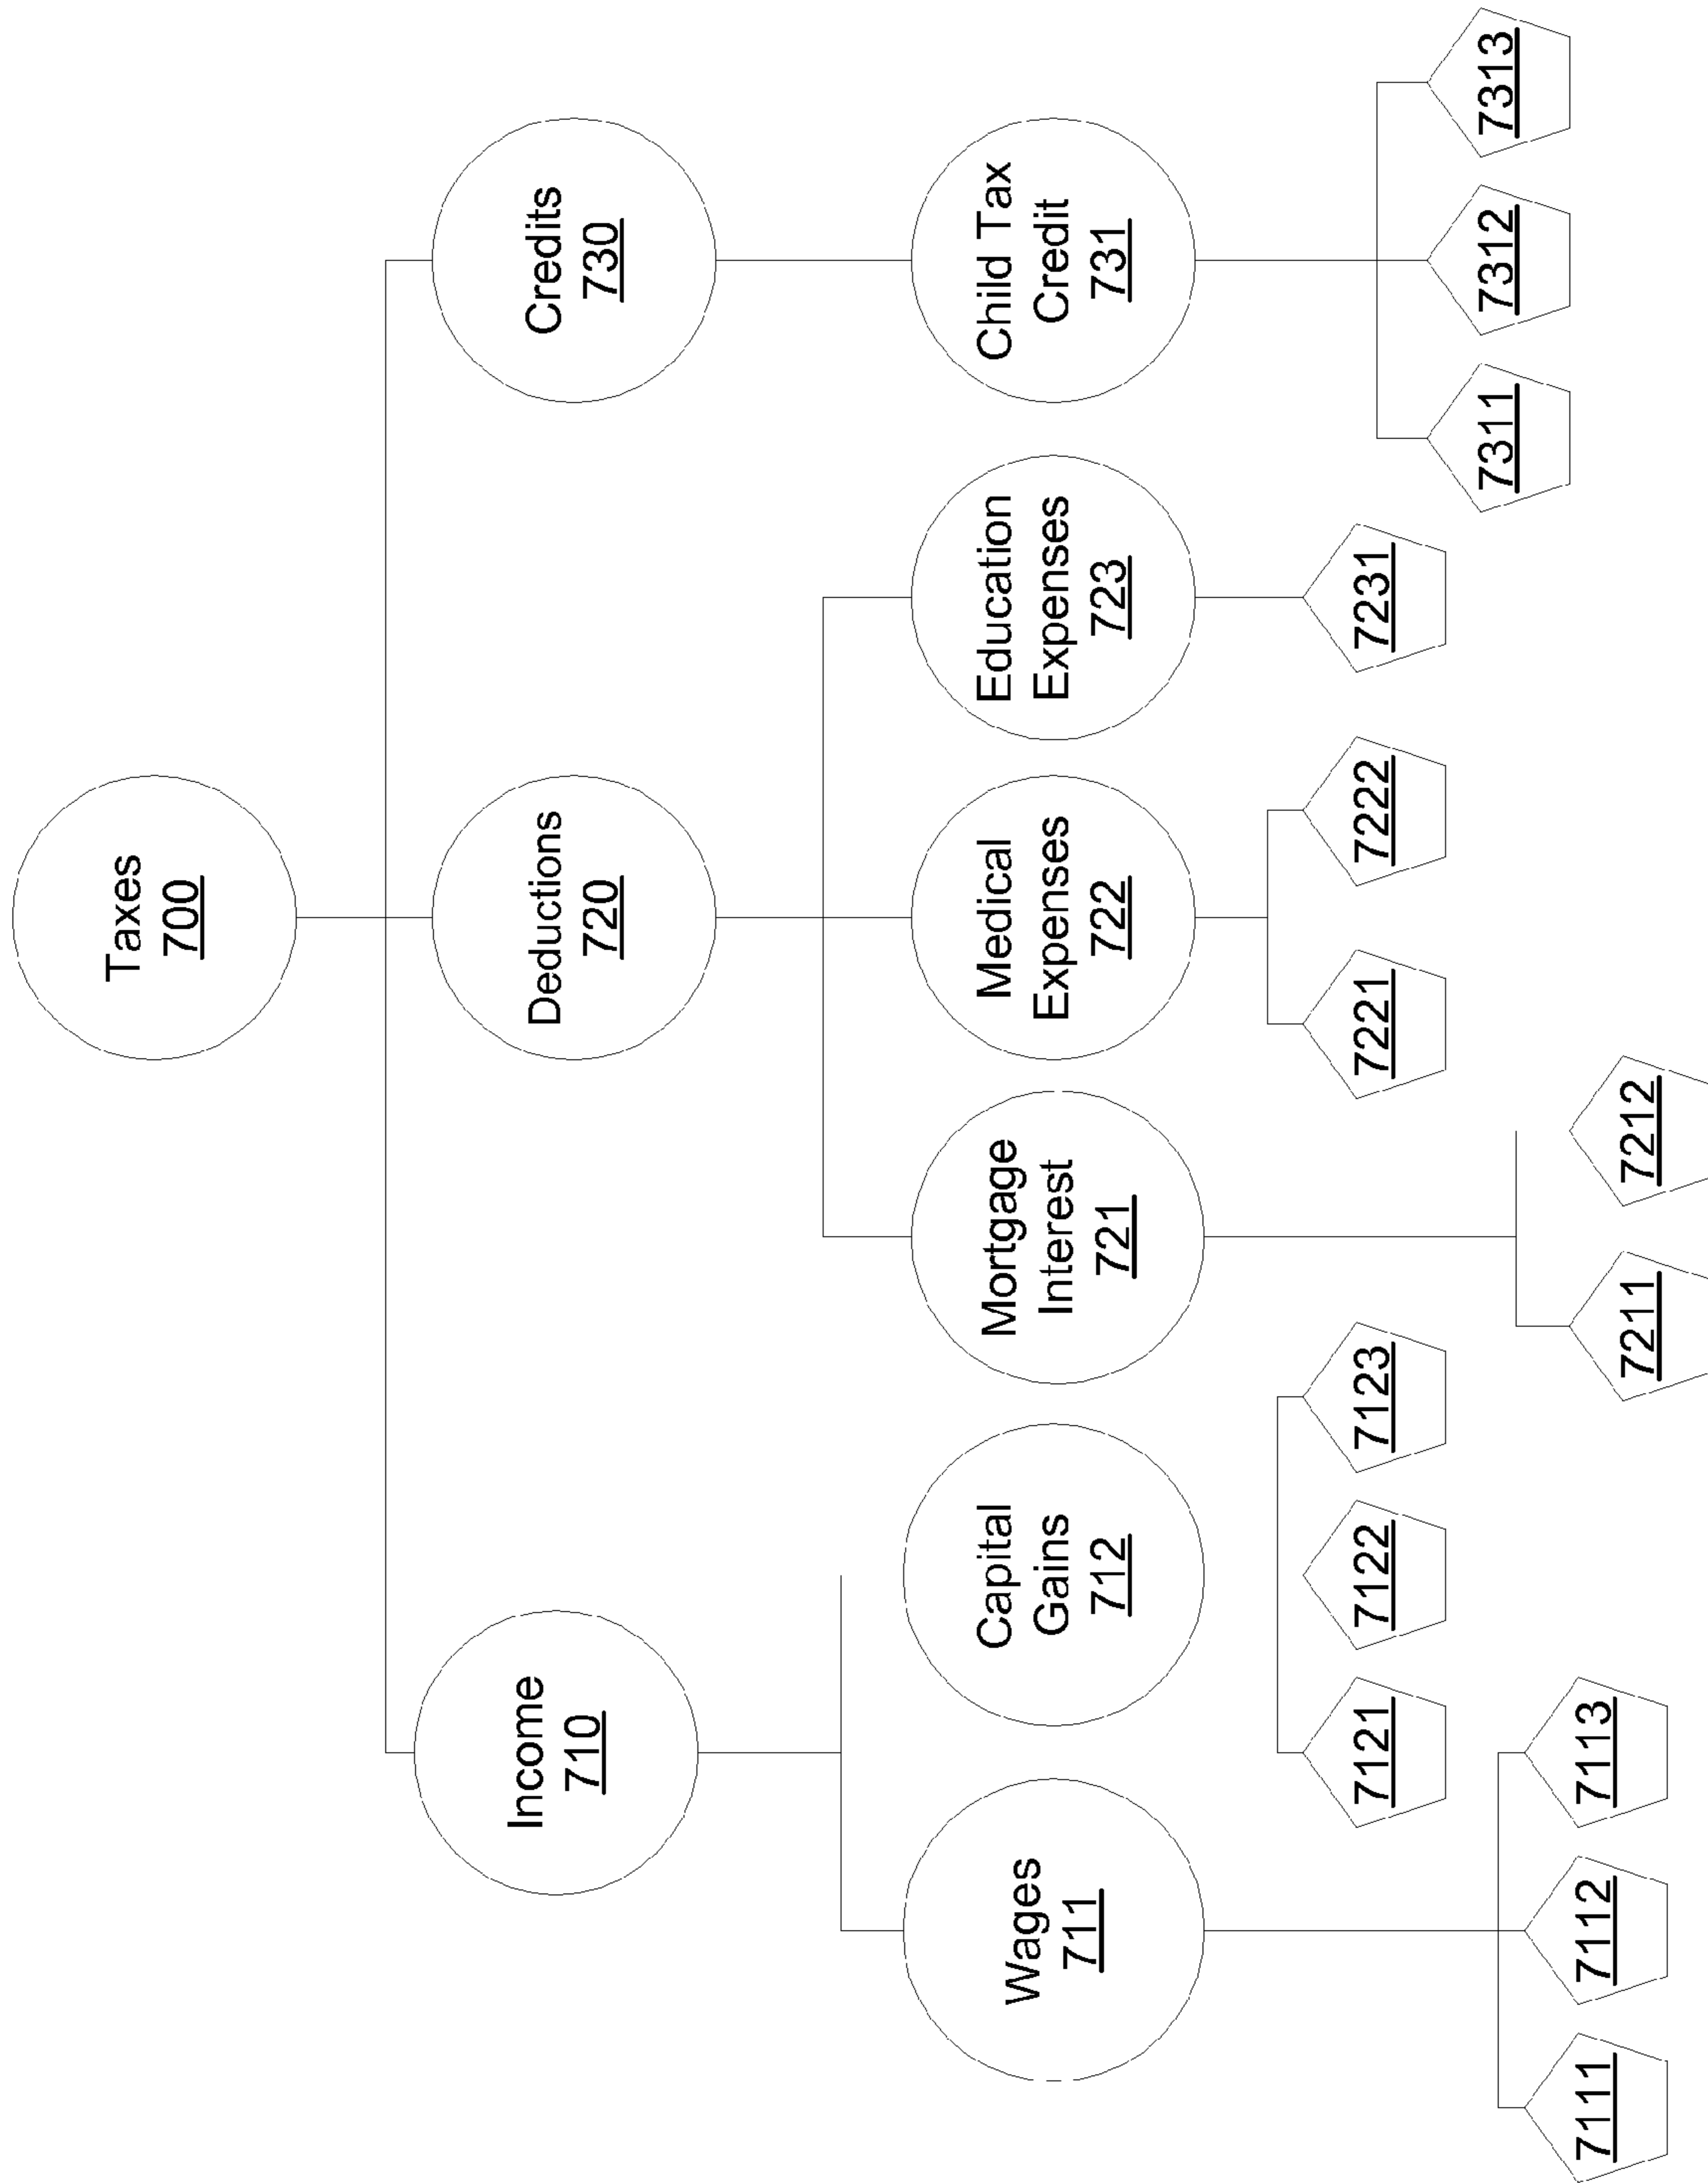 Taxes
700
Income
710
Deductions
720
Credits
730
Wages
711
Capital
Gains
712
Mortgage
Interest
721
Medical
Expenses
722
Education
Expenses
723
Child Tax
Credit
731
7111
7112
7113
7121
7122
7123
7211
7212
7221
7222
7231
7311
7312
7313